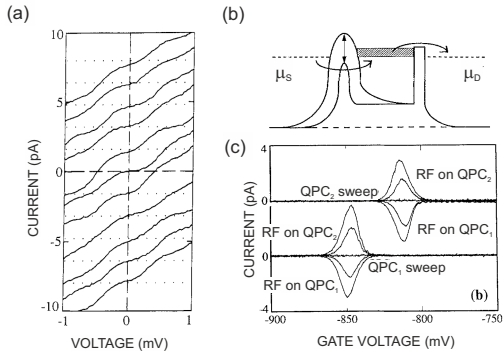 (a)
10
5
0
-5
-10
CURRENT (pA)
-1
0
1
VOLTAGE (mV)
(b)
μS
μD
(c)
4
0
0
-4
CURRENT (pA)
RF on QPC2
QPC2 sweep
RF on QPC2
RF on QPC1
QPC1 sweep
RF on QPC1
(b)
-900
-850
-800
-750
GATE VOLTAGE (mV)